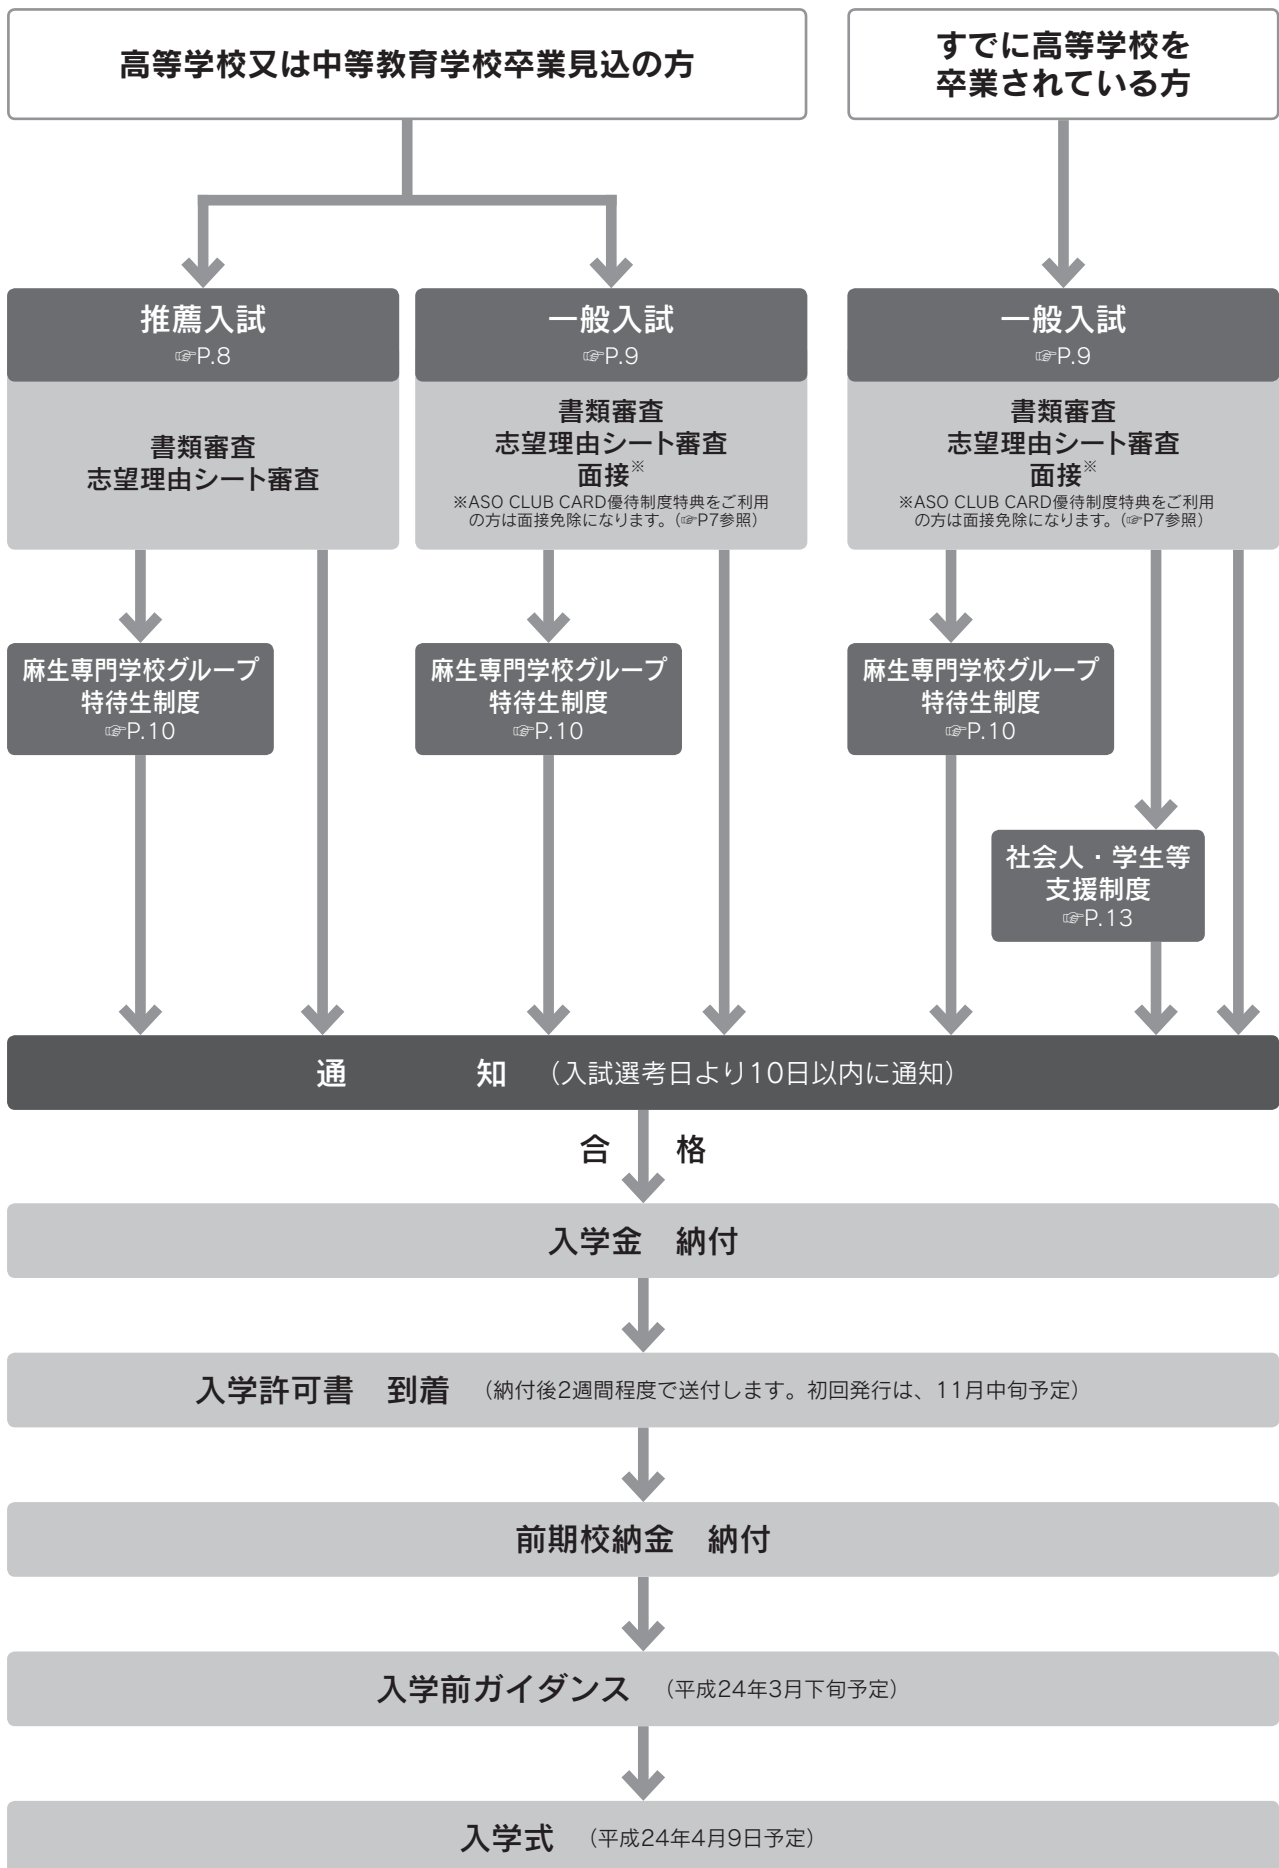 高等学校又は中等教育学校卒業見込の方
すでに高等学校を
卒業されている方
推薦入試
☞P.8
書類審査
志望理由シート審査
一般入試
☞P.9
書類審査
志望理由シート審査
面接※
※ASO CLUB CARD優待制度特典をご利用
の方は面接免除になります。(☞P7参照)
一般入試
☞P.9
書類審査
志望理由シート審査
面接※
※ASO CLUB CARD優待制度特典をご利用
の方は面接免除になります。(☞P7参照)
麻生専門学校グループ
特待生制度
☞P.10
麻生専門学校グループ
特待生制度
☞P.10
麻生専門学校グループ
特待生制度
☞P.10
社会人・学生等
支援制度
☞P.13
通　知　(入試選考日より10日以内に通知)
合　格
入学金　納付
入学許可書　到着　(納付後2週間程度で送付します。初回発行は、11月中旬予定)
前期校納金　納付
入学前ガイダンス　(平成24年3月下旬予定)
入学式　(平成24年4月9日予定)